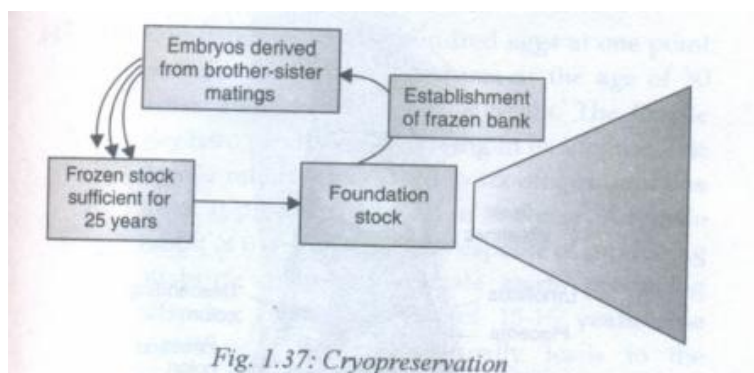 Embryos derived
from brother-sister
matings
Establishment
of frazen bank
Frozen stock
sufficient for
25 years
Foundation
stock
Fig. 1.37: Cryopreservation